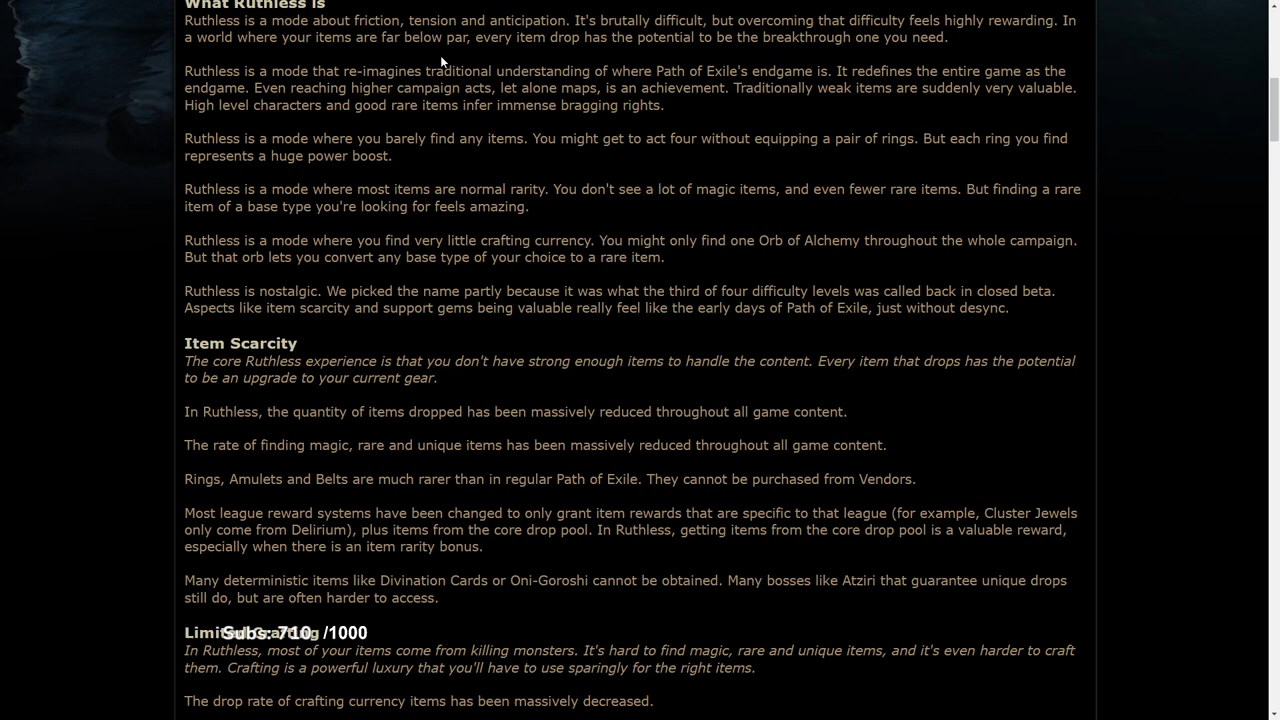 What Ruthless is
Ruthless is a mode about friction, tension and anticipation. It's brutally difficult, but overcoming that difficulty feels highly rewarding. In
a world where your items are far below par, every item drop has the potential to be the breakthrough one you need.
Ruthless is a mode that re-imagines traditional understanding of where Path of Exile's endgame is. It redefines the entire game as the
endgame. Even reaching higher campaign acts, let alone maps, is an achievement. Traditionally weak items are suddenly very valuable.
High level characters and good rare items infer immense bragging rights.
Ruthless is a mode where you barely find any items. You might get to act four without equipping a pair of rings. But each ring you find
represents a huge power boost.
Ruthless is a mode where most items are normal rarity. You don't see a lot of magic items, and even fewer rare items. But finding a rare
item of a base type you're looking for feels amazing.
Ruthless is a mode where you find very little crafting currency. You might only find one Orb of Alchemy throughout the whole campaign.
But that orb lets you convert any base type of your choice to a rare item.
Ruthless is nostalgic. We picked the name partly because it was what the third of four difficulty levels was called back in closed beta.
Aspects like item scarcity and support gems being valuable really feel like the early days of Path of Exile, just without desync.
Item Scarcity
The core Ruthless experience is that you don't have strong enough items to handle the content. Every item that drops has the potential
to be an upgrade to your current gear.
In Ruthless, the quantity of items dropped has been massively reduced throughout all game content.
The rate of finding magic, rare and unique items has been massively reduced throughout all game content.
Rings, Amulets and Belts are much rarer than in regular Path of Exile. They cannot be purchased from Vendors.
Most league reward systems have been changed to only grant item rewards that are specific to that league (for example, Cluster Jewels
only come from Delirium), plus items from the core drop pool. In Ruthless, getting items from the core drop pool is a valuable reward,
especially when there is an item rarity bonus.
Many deterministic items like Divination Cards or Oni-Goroshi cannot be obtained. Many bosses like Atziri that guarantee unique drops
still do, but are often harder to access.
Limited Crafting
Subs: 710 /1000
In Ruthless, most of your items come from killing monsters. It's hard to find magic, rare and unique items, and it's even harder to craft
them. Crafting is a powerful luxury that you'll have to use sparingly for the right items.
The drop rate of crafting currency items has been massively decreased.